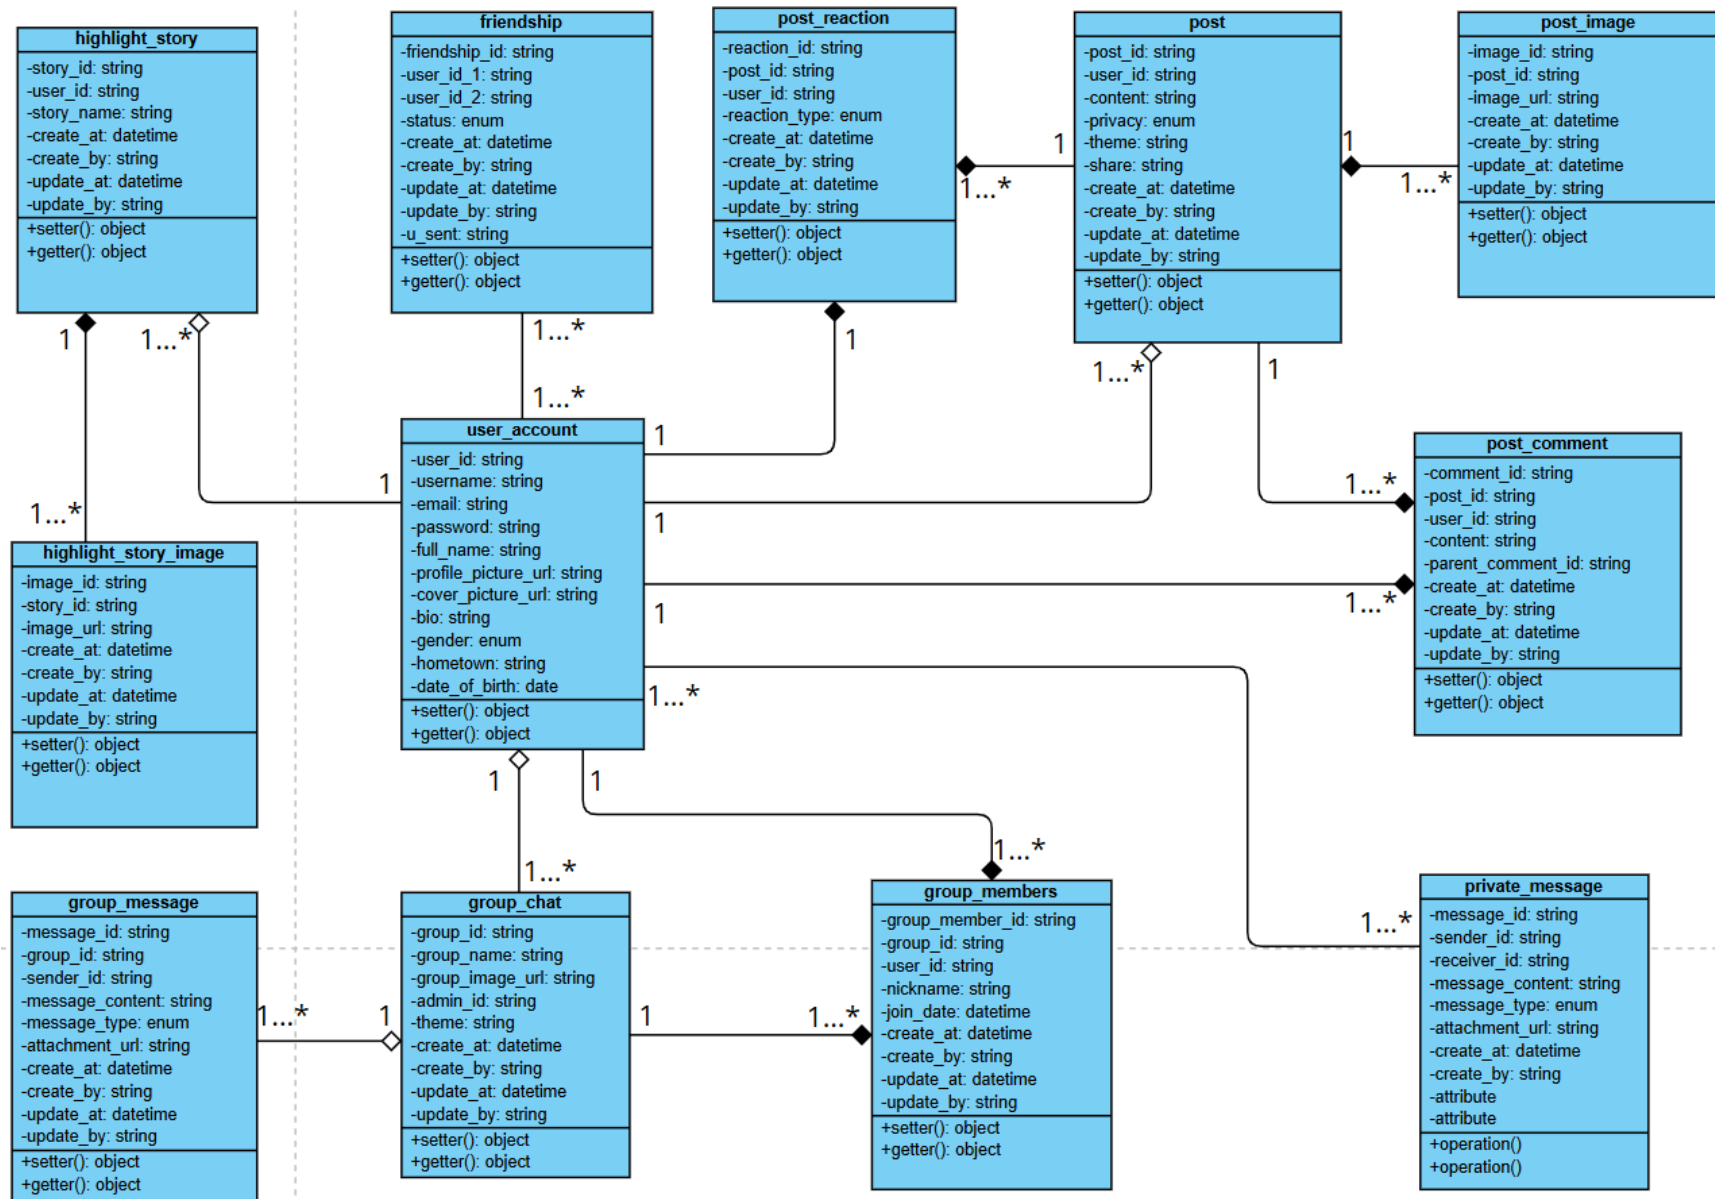 highlight_story
-story_id: string
-user_id: string
-story_name: string
-create_at: datetime
-create_by: string
-update_at: datetime
-update_by: string
+setter(): object
+getter(): object
friendship
-friendship_id: string
-user_id_1: string
-user_id_2: string
-status: enum
-create_at: datetime
-create_by: string
-update_at: datetime
-update_by: string
-u_sent: string
+setter(): object
+getter(): object
post_reaction
-reaction_id: string
-post_id: string
-user_id: string
-reaction_type: enum
-create_at: datetime
-create_by: string
-update_at: datetime
-update_by: string
+setter(): object
+getter(): object
1
1...*
post
-post_id: string
-user_id: string
-content: string
-privacy: enum
-theme: string
-share: string
-create_at: datetime
-create_by: string
-update_at: datetime
-update_by: string
+setter(): object
+getter(): object
1
1...*
post_image
-image_id: string
-post_id: string
-image_url: string
-create_at: datetime
-create_by: string
-update_at: datetime
-update_by: string
+setter(): object
+getter(): object
1
1...*
1...*
1
1...*
1
1...*
1...*
1
user_account
-user_id: string
-username: string
-email: string
-password: string
-full_name: string
-profile_picture_url: string
-cover_picture_url: string
-bio: string
-gender: enum
-hometown: string
-date_of_birth: date
+setter(): object
+getter(): object
1
1
1
1...*
1...*
1...*
post_comment
-comment_id: string
-post_id: string
-user_id: string
-content: string
-parent_comment_id: string
-create_at: datetime
-create_by: string
-update_at: datetime
-update_by: string
+setter(): object
+getter(): object
highlight_story_image
-image_id: string
-story_id: string
-image_url: string
-create_at: datetime
-create_by: string
-update_at: datetime
-update_by: string
+setter(): object
+getter(): object
1
1
1...*
1...*
1...*
group_message
-message_id: string
-group_id: string
-sender_id: string
-message_content: string
-message_type: enum
-attachment_url: string
-create_at: datetime
-create_by: string
-update_at: datetime
-update_by: string
+setter(): object
+getter(): object
1...*
1
group_chat
-group_id: string
-group_name: string
-group_image_url: string
-admin_id: string
-theme: string
-create_at: datetime
-create_by: string
-update_at: datetime
-update_by: string
+setter(): object
+getter(): object
1
1...*
group_members
-group_member_id: string
-group_id: string
-user_id: string
-nickname: string
-join_date: datetime
-create_at: datetime
-create_by: string
-update_at: datetime
-update_by: string
+setter(): object
+getter(): object
private_message
-message_id: string
-sender_id: string
-receiver_id: string
-message_content: string
-message_type: enum
-attachment_url: string
-create_at: datetime
-create_by: string
-attribute
-attribute
+operation()
+operation()